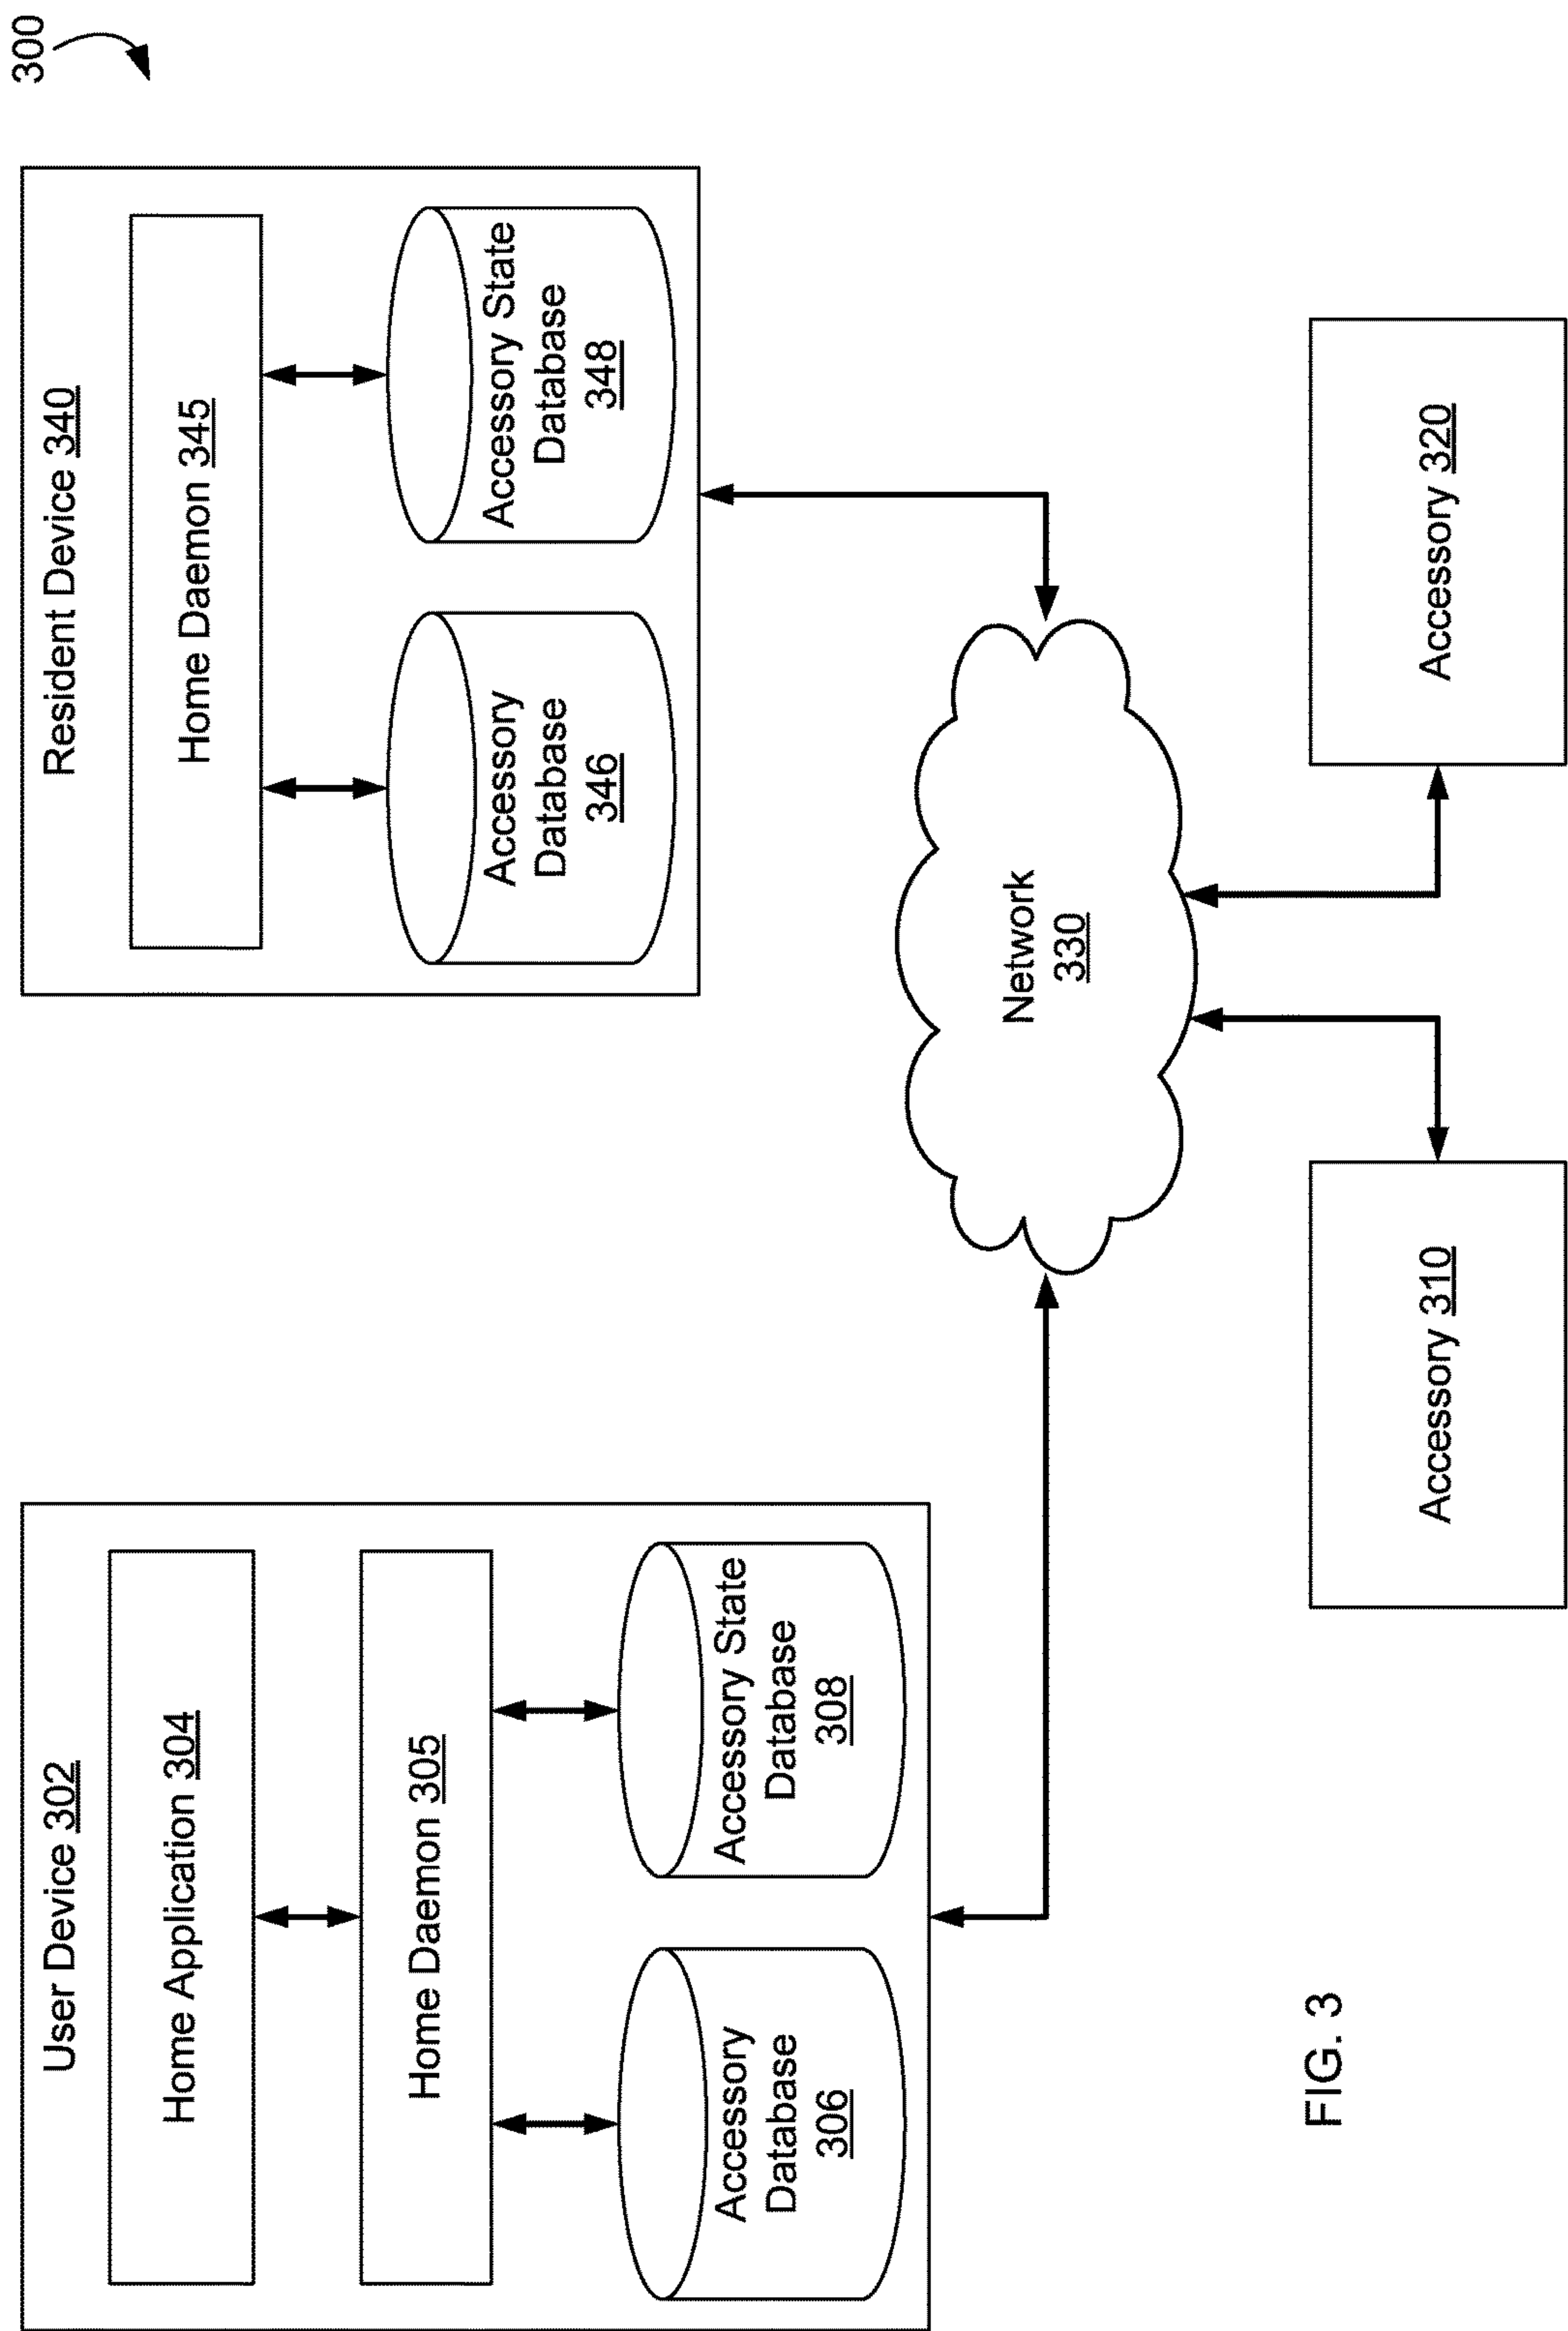 300
User Device 302
Home Application 304
Home Daemon 305
Accessory
Database
306
Accessory State
Database
308
Resident Device 340
Home Daemon 345
Accessory
Database
346
Accessory State
Database
348
Network
330
Accessory 310
Accessory 320
FIG. 3